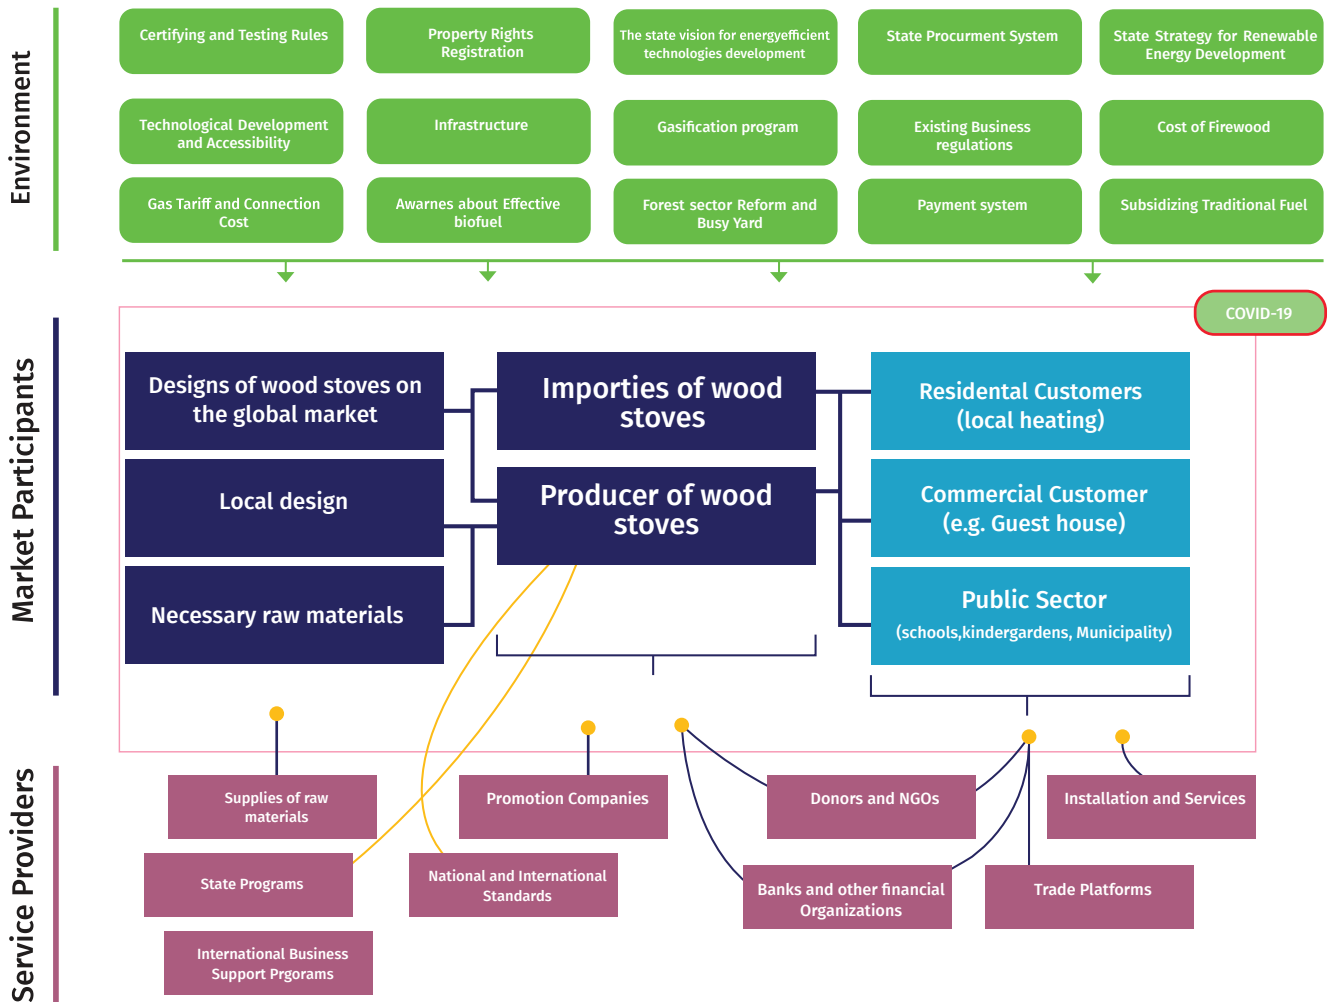 Environment
Certifying and Testing Rules
Property Rights
Registration
The state vision for energyefficient
technologies development
State Procurment System
State Strategy for Renewable
Energy Development
Technological Development
and Accessibility
Infrastructure
Gasification program
Existing Business
regulations
Cost of Firewood
Gas Tariff and Connection
Cost
Awarnes about Effective
biofuel
Forest sector Reform and
Busy Yard
Payment system
Subsidizing Traditional Fuel
COVID-19
Market Participants
Designs of wood stoves on
the global market
Importies of wood
stoves
Residental Customers
(local heating)
Local design
Producer of wood
stoves
Commercial Customer
(e.g. Guest house)
Necessary raw materials
Public Sector
(schools,kindergardens, Municipality)
Service Providers
Supplies of raw
materials
Promotion Companies
Donors and NGOs
Installation and Services
State Programs
National and International
Standards
Banks and other financial
Organizations
Trade Platforms
International Business
Support Prgorams